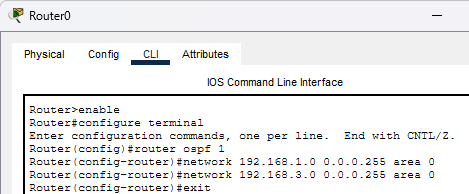 Router0
Physical Config CLI Attributes
IOS Command Line Interface
Router>enable
Router#configure terminal
Enter configuration commands, one per line.  End with CNTL/Z.
Router(config)#router ospf 1
Router(config-router)#network 192.168.1.0 0.0.0.255 area 0
Router(config-router)#network 192.168.3.0 0.0.0.255 area 0
Router(config-router)#exit